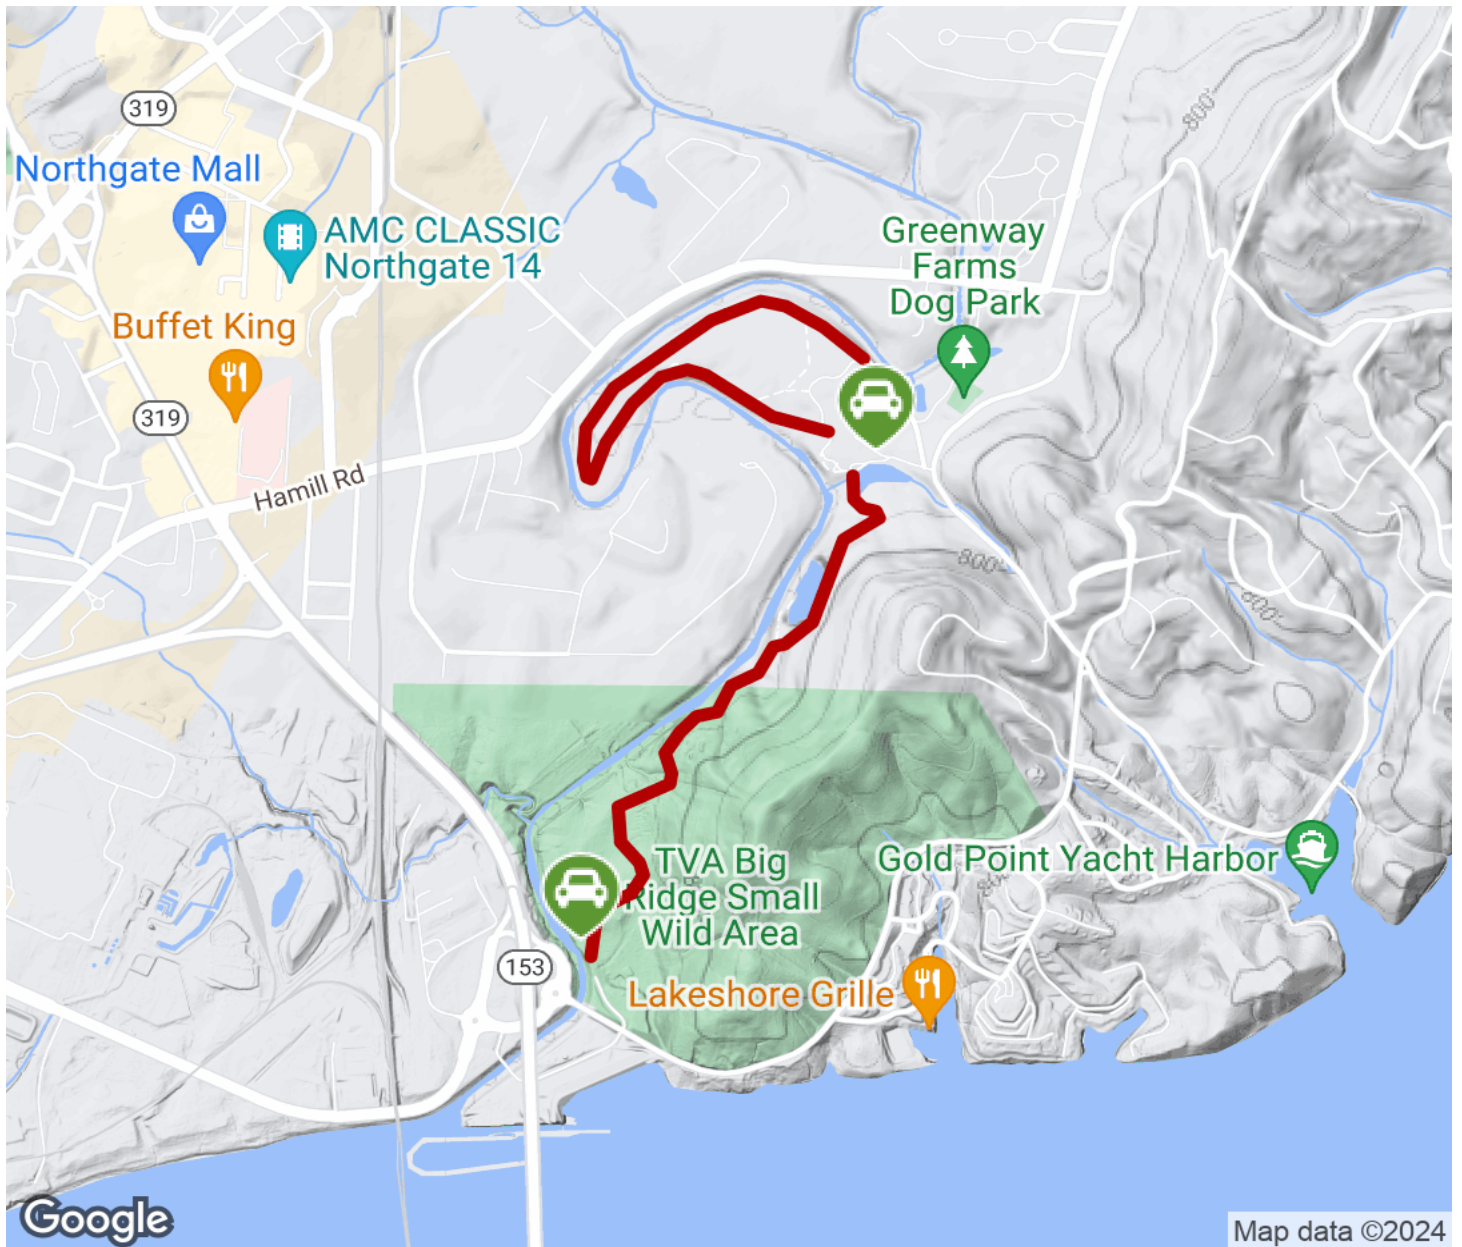 319
800'
Northgate Mall
AMC CLASSIC
Northgate 14
Greenway
Farms
Dog Park
Buffet King
319
Hamill Rd
800'
800'
TVA Big
Ridge Small
Wild Area
Gold Point Yacht Harbor
153
Lakeshore Grille
Google
Map data ©2024